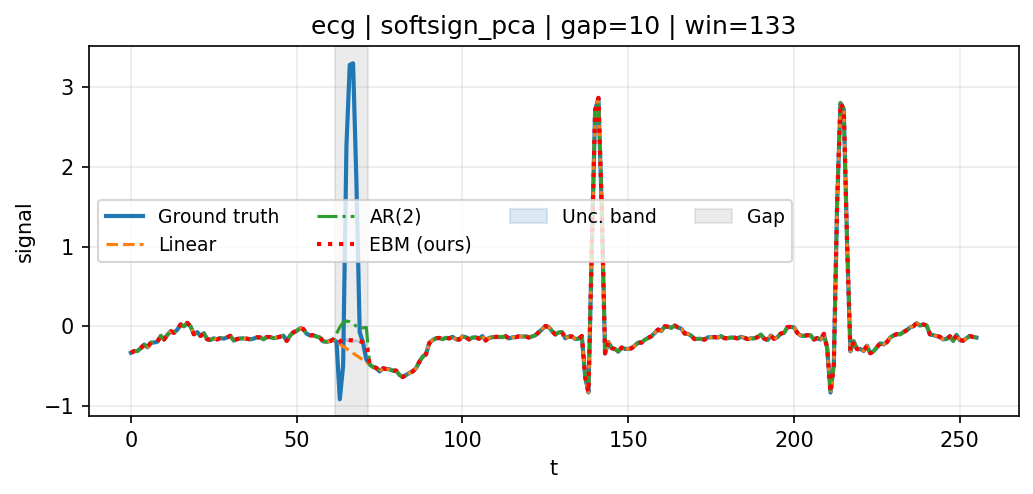 ecg | softsign_pca | gap=10 | win=133
signal
3
2
1
0
−1
Ground truth
Linear
AR(2)
EBM (ours)
Unc. band
Gap
0
50
100
150
200
250
t